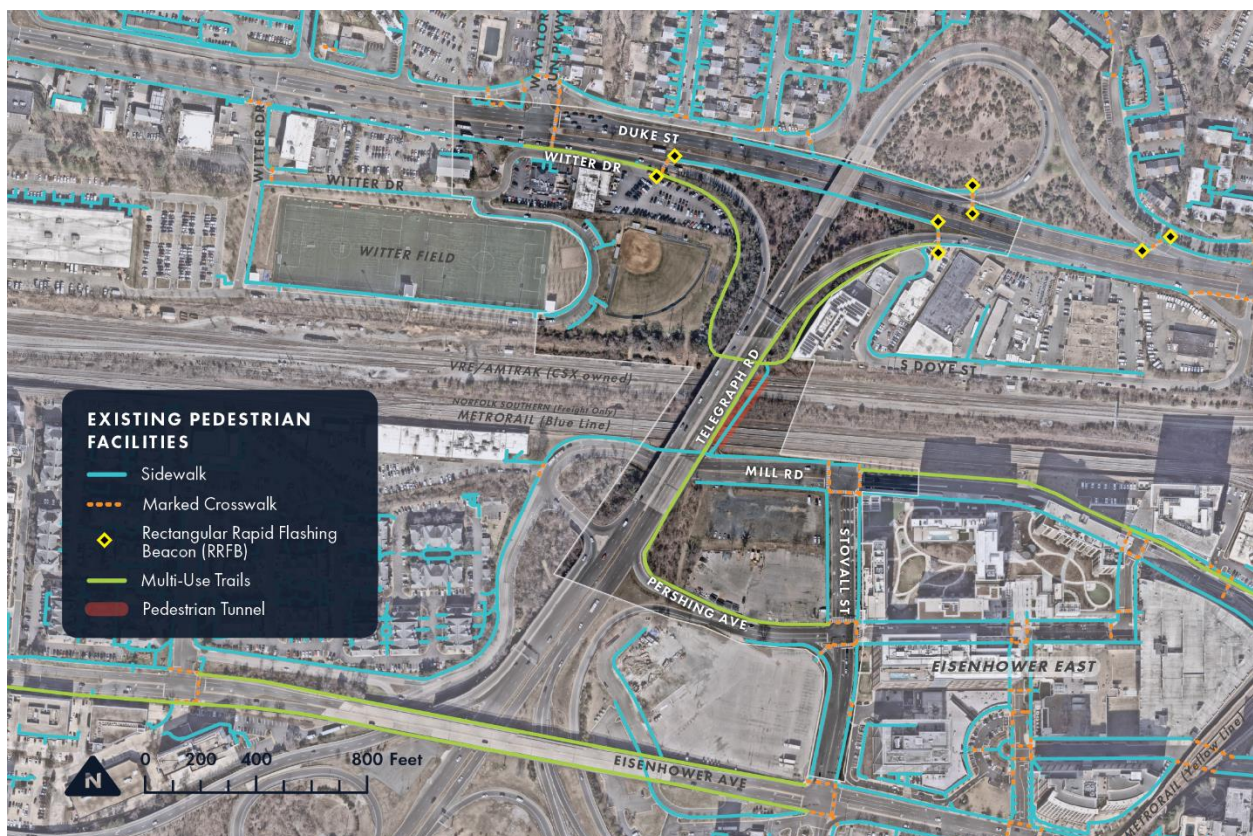 TAYLOR
RUN PKWY
DUKE ST
WITTER DR
WITTER DR
WITTER DR
WITTER FIELD
S DOVE ST
TELEGRAPH RD
VRE/AMTRAK (CSX owned)
NORFOLK SOUTHERN (Freight Only)
METRORAIL (Blue Line)
MILL RD
STOVALL ST
PERSHING AVE
EISENHOWER EAST
EISENHOWER AVE
METRORAIL (Yellow Line)
EXISTING PEDESTRIAN
FACILITIES
Sidewalk
Marked Crosswalk
Rectangular Rapid Flashing
Beacon (RRFB)
Multi-Use Trails
Pedestrian Tunnel
N
0 200 400 800 Feet